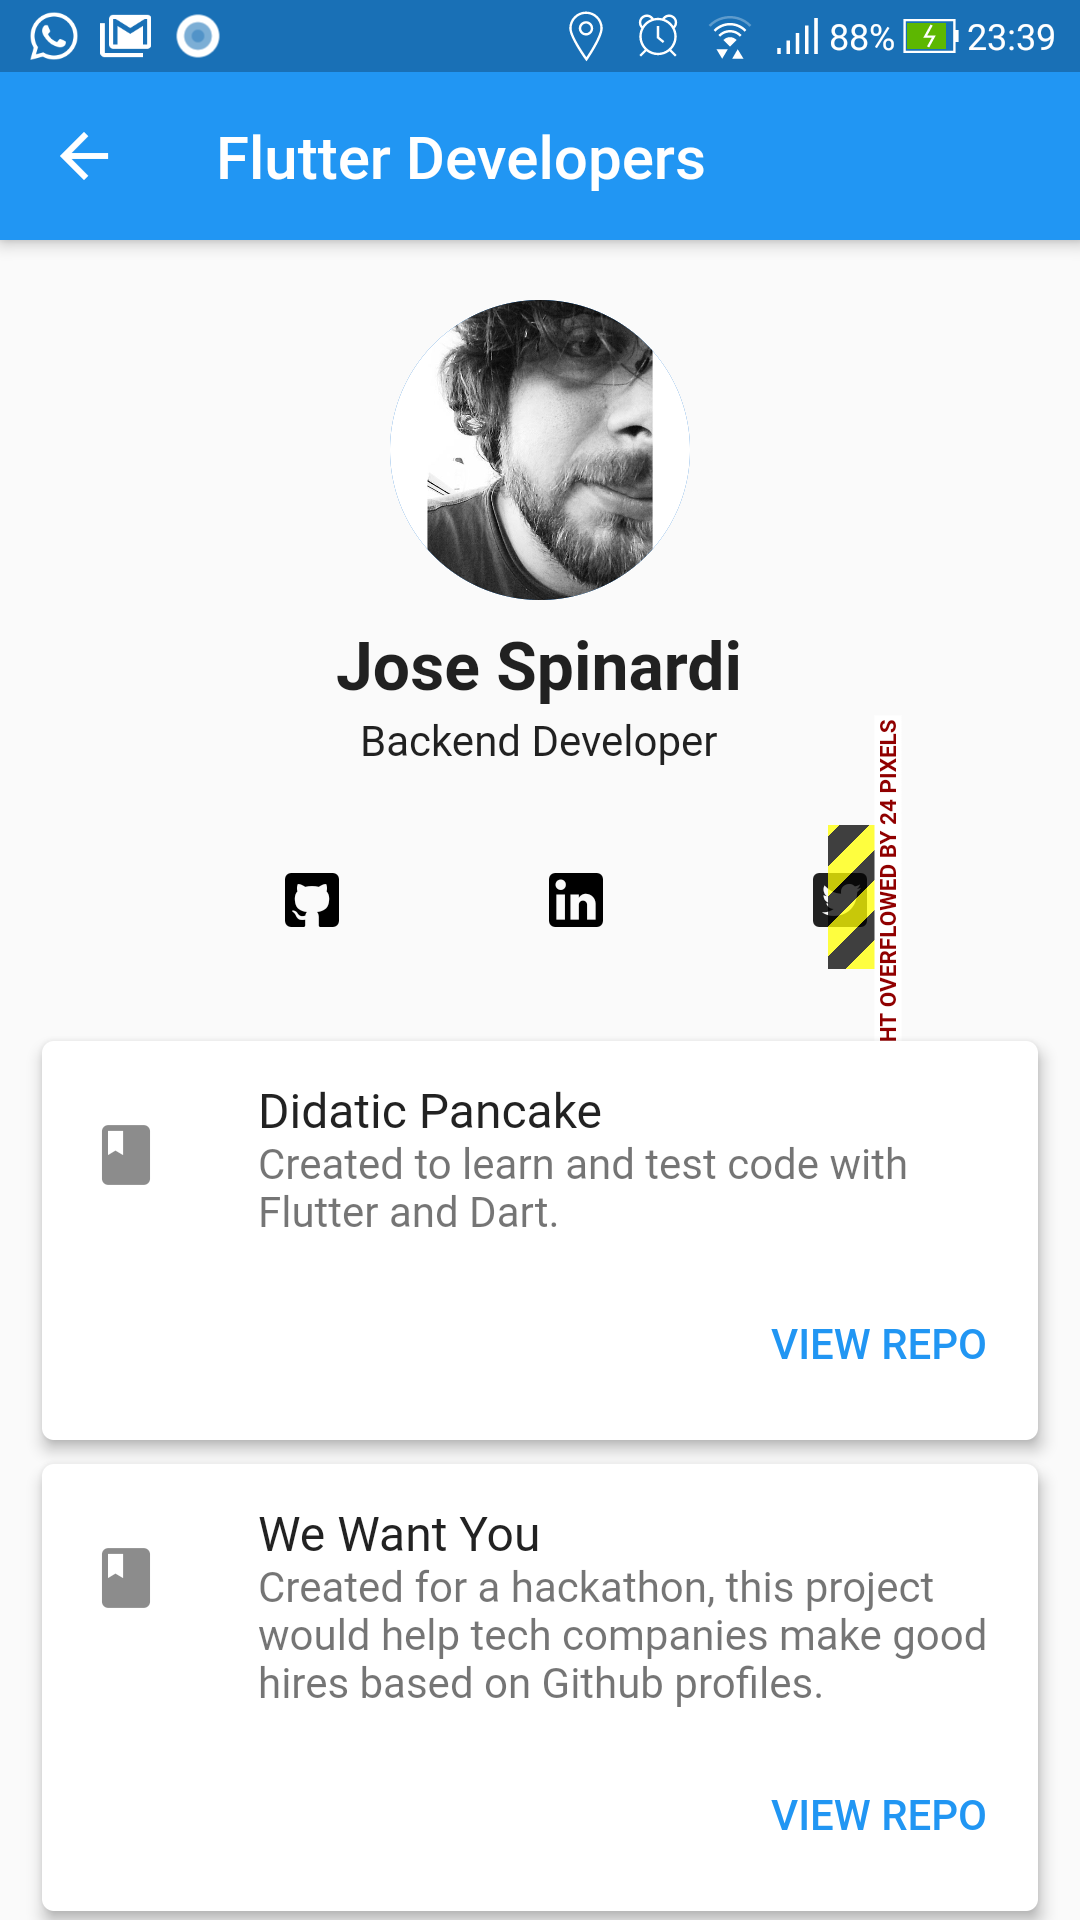 88% 23:39
Flutter Developers
Jose Spinardi
Backend Developer
HT OVERFLOWED BY 24 PIXELS
in
Didatic Pancake
Created to learn and test code with
Flutter and Dart.
VIEW REPO
We Want You
Created for a hackathon, this project
would help tech companies make good
hires based on Github profiles.
VIEW REPO